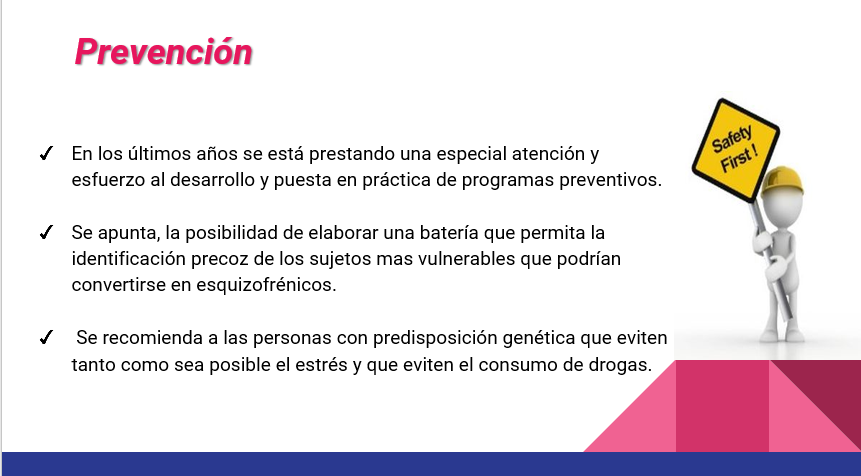 Prevención
✔ En los últimos años se está prestando una especial atención y
esfuerzo al desarrollo y puesta en práctica de programas preventivos.
✔ Se apunta, la posibilidad de elaborar una batería que permita la
identificación precoz de los sujetos mas vulnerables que podrían
convertirse en esquizofrénicos.
✔ Se recomienda a las personas con predisposición genética que eviten
tanto como sea posible el estrés y que eviten el consumo de drogas.
Safety
First !